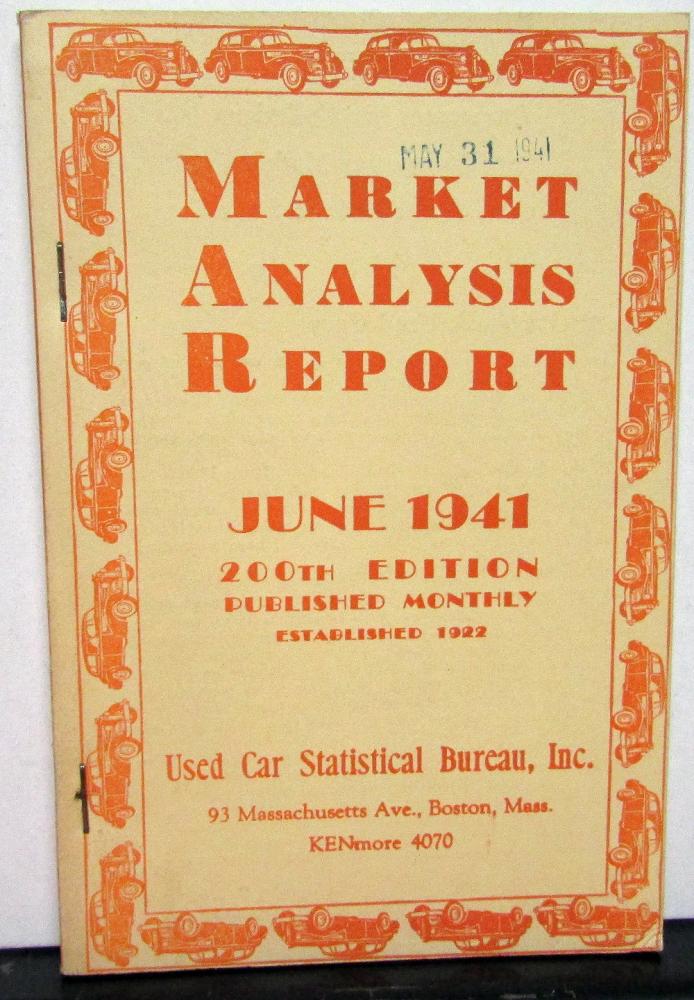 MAY 31 1941
MARKET
ANALYSIS
REPORT
JUNE 1941
200TH EDITION
PUBLISHED MONTHLY
ESTABLISHED 1922
Used Car Statistical Bureau, Inc.
93 Massachusetts Ave., Boston, Mass.
KENmore 4070